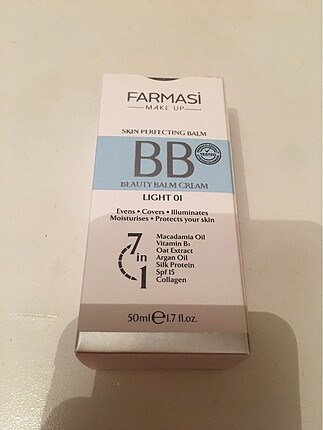 FARMASİ
MAKE UP
SKIN PERFECTING BALM
BB
TESTED
BEAUTY BALM CREAM
LIGHT 01
Evens • Covers • Illuminates
Moisturises • Protects your skin
7 in 1
Macadamia Oil
Vitamin B5
Oat Extract
Argan Oil
Silk Protein
Spf 15
Collagen
50ml e 1.7 fl.oz.